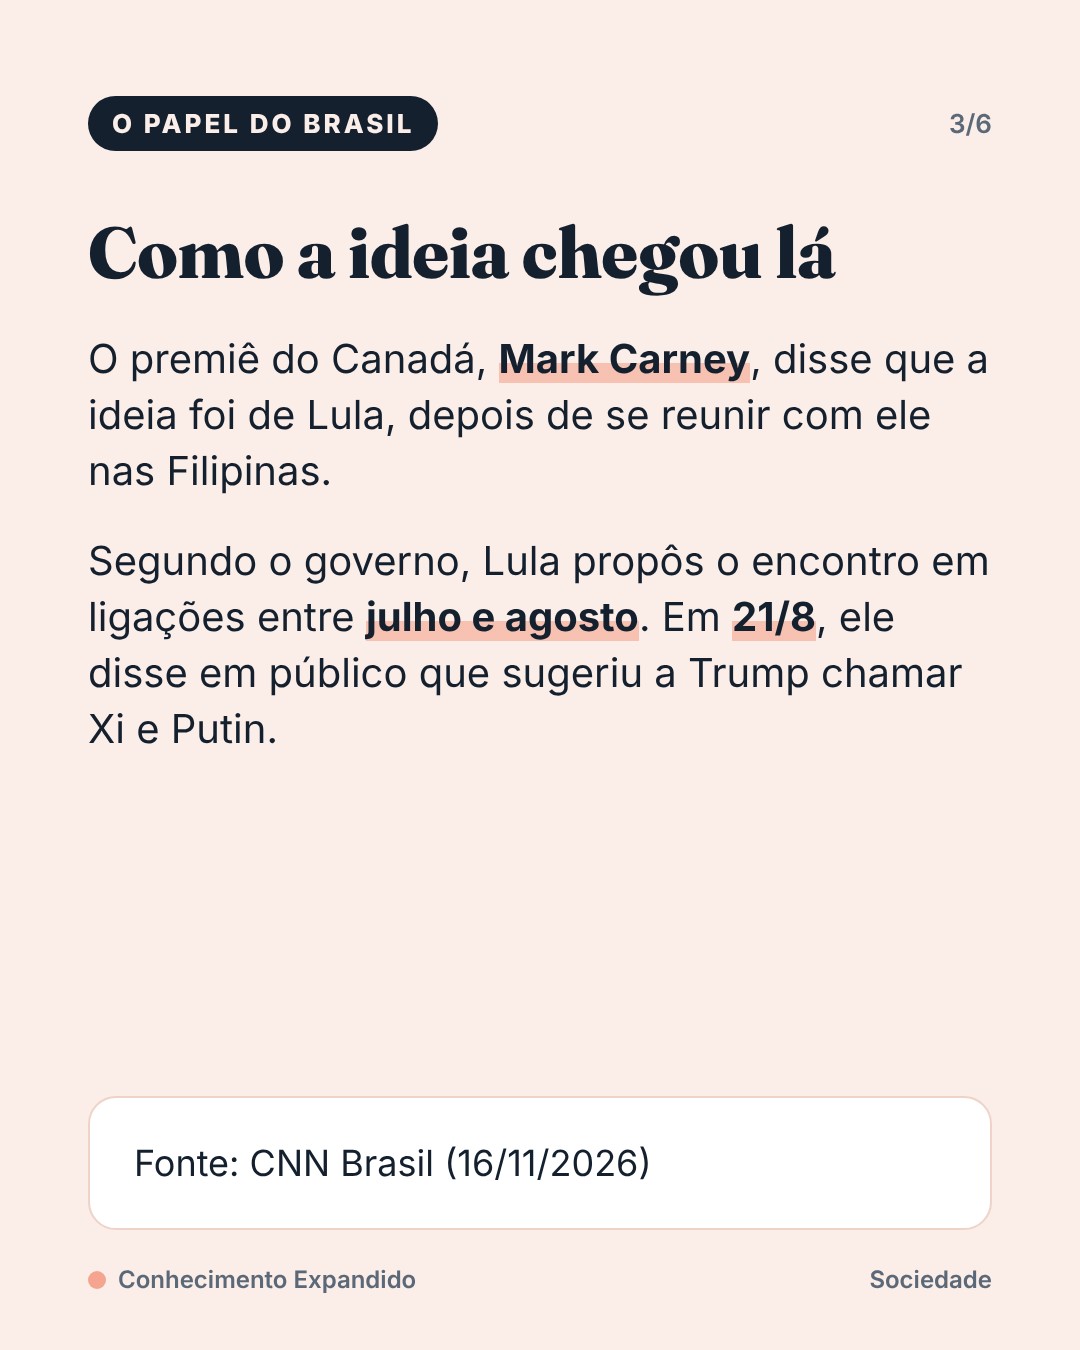 O PAPEL DO BRASIL
3/6
Como a ideia chegou lá
O premiê do Canadá, Mark Carney, disse que a
ideia foi de Lula, depois de se reunir com ele
nas Filipinas.
Segundo o governo, Lula propôs o encontro em
ligações entre julho e agosto. Em 21/8, ele
disse em público que sugeriu a Trump chamar
Xi e Putin.
Fonte: CNN Brasil (16/11/2026)
Conhecimento Expandido
Sociedade